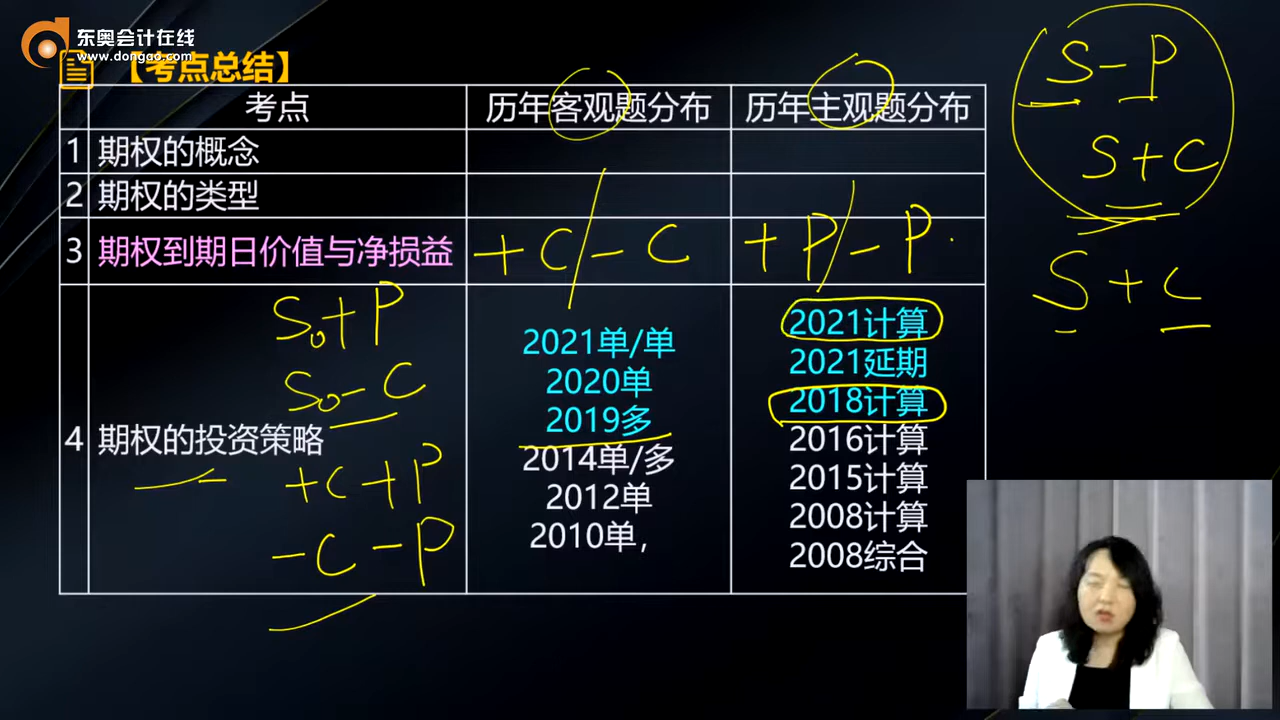 东奥会计在线
www.dongao.com
【考点总结】
考点 历年客观题分布 历年主观题分布
1 期权的概念
2 期权的类型
3 期权到期日价值与净损益
+C/-C
+P/-P
4 期权的投资策略
S₀+P
S₀-C
+C+P
-C-P
2021单/单
2020单
2019多
2014单/多
2012单
2010单，
2021计算
2021延期
2018计算
2016计算
2015计算
2008计算
2008综合
S-P
S+C
S+C